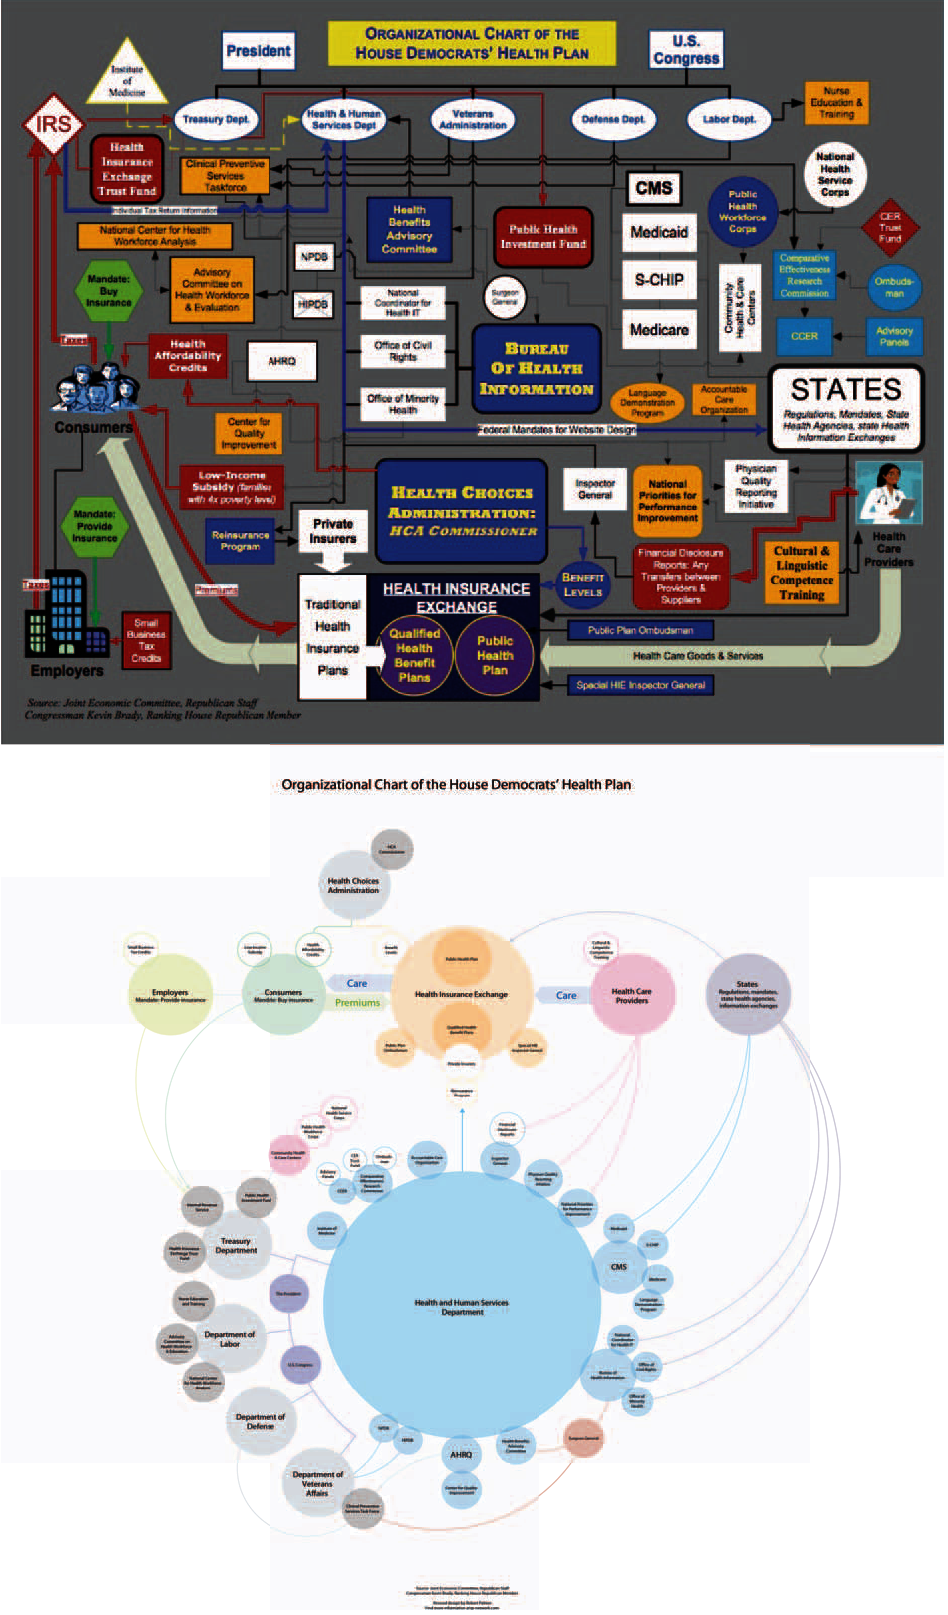 ORGANIZATIONAL CHART OF THE
HOUSE DEMOCRATS' HEALTH PLAN
President
U.S.
Congress
Institute
of
Medicine
IRS
Treasury Dept.
Health & Human
Services Dept
Veterans
Administration
Defense Dept.
Labor Dept.
Nurse
Education &
Training
Health
Insurance
Exchange
Trust Fund
Clinical Preventive
Services
Taskforce
National
Health
Service
Corps
CMS
Individual Tax Return Information
Health
Benefits
Advisory
Committee
Public Health
Investment Fund
Public
Health
Workforce
Corps
CER
Trust
Fund
National Center for Health
Workforce Analysis
Medicaid
NPDB
Comparative
Effectiveness
Research
Commission
Ombuds-
man
Mandate:
Buy
Insurance
Advisory
Committee on
Health Workforce
& Evaluation
HIPDB
National
Coordinator for
Health IT
Surgeon
General
S-CHIP
Community
Health & Care
Centers
Medicare
CCER
Advisory
Panels
Taxes
Health
Affordability
Credits
AHRQ
Office of Civil
Rights
BUREAU
OF HEALTH
INFORMATION
Office of Minority
Health
Language
Demonstration
Program
Accountable
Care
Organization
STATES
Regulations, Mandates, State
Health Agencies, state Health
Information Exchanges
Consumers
Center for
Quality
Improvement
Federal Mandates for Website Design
Low-Income
Subsidy (families
with 4x poverty level)
HEALTH CHOICES
ADMINISTRATION:
HCA COMMISSIONER
Inspector
General
National
Priorities for
Performance
Improvement
Physician
Quality
Reporting
Initiative
Mandate:
Provide
Insurance
Reinsurance
Program
Private
Insurers
Health
Care
Providers
Financial Disclosure
Reports: Any
Transfers between
Providers &
Suppliers
Cultural &
Linguistic
Competence
Training
Taxes
Premiums
Traditional
Health
Insurance
Plans
HEALTH INSURANCE
EXCHANGE
BENEFIT
LEVELS
Qualified
Health
Benefit
Plans
Public
Health
Plan
Small
Business
Tax
Credits
Public Plan Ombudsman
Health Care Goods & Services
Employers
Special HIE Inspector General
Source: Joint Economic Committee, Republican Staff
Congressman Kevin Brady, Ranking House Republican Member
Organizational Chart of the House Democrats' Health Plan
HCA
Commissioner
Health Choices
Administration
Small Business
Tax Credits
Low-Income
Subsidy
Health
Affordability
Credits
Benefit
Levels
Public Health Plan
Cultural &
Linguistic
Competence
Training
Employers
Mandate: Provide Insurance
Consumers
Mandate: Buy Insurance
Care
Premiums
Health Insurance Exchange
Care
Health Care
Providers
States
Regulations, mandates,
state health agencies,
information exchanges
Qualified Health
Benefit Plans
Public Plan
Ombudsman
Special HIE
Inspector General
Private Insurers
Reinsurance
Program
National
Health Service
Corps
Public Health
Workforce
Corps
Community Health
& Care Centers
Financial
Disclosure
Reports
CER
Trust
Fund
Ombuds-
man
Advisory
Panels
CCER
Comparative
Effectiveness
Research
Commission
Accountable Care
Organization
Inspector
General
Physician Quality
Reporting
Initiative
National Priorities
for Performance
Improvement
Internal Revenue
Service
Public Health
Investment Fund
Institute of
Medicine
Treasury
Department
Health Insurance
Exchange Trust
Fund
Medicaid
S-CHIP
CMS
Medicare
Language
Demonstration
Program
The President
Nurse Education
and Training
Health and Human Services
Department
Department of
Labor
Advisory
Committee on
Health Workforce
& Education
National Center
for Health Workforce
Analysis
U.S. Congress
National
Coordinator
for Health IT
Office of
Civil Rights
Bureau of
Health Information
Office of
Minority
Health
Department of
Defense
NPDB
HIPDB
AHRQ
Health Benefits
Advisory
Committee
Surgeon General
Center for Quality
Improvement
Department of
Veterans
Affairs
Clinical Preventive
Services Task Force
Source: Joint Economic Committee, Republican Staff
Congressman Kevin Brady, Ranking House Republican Member